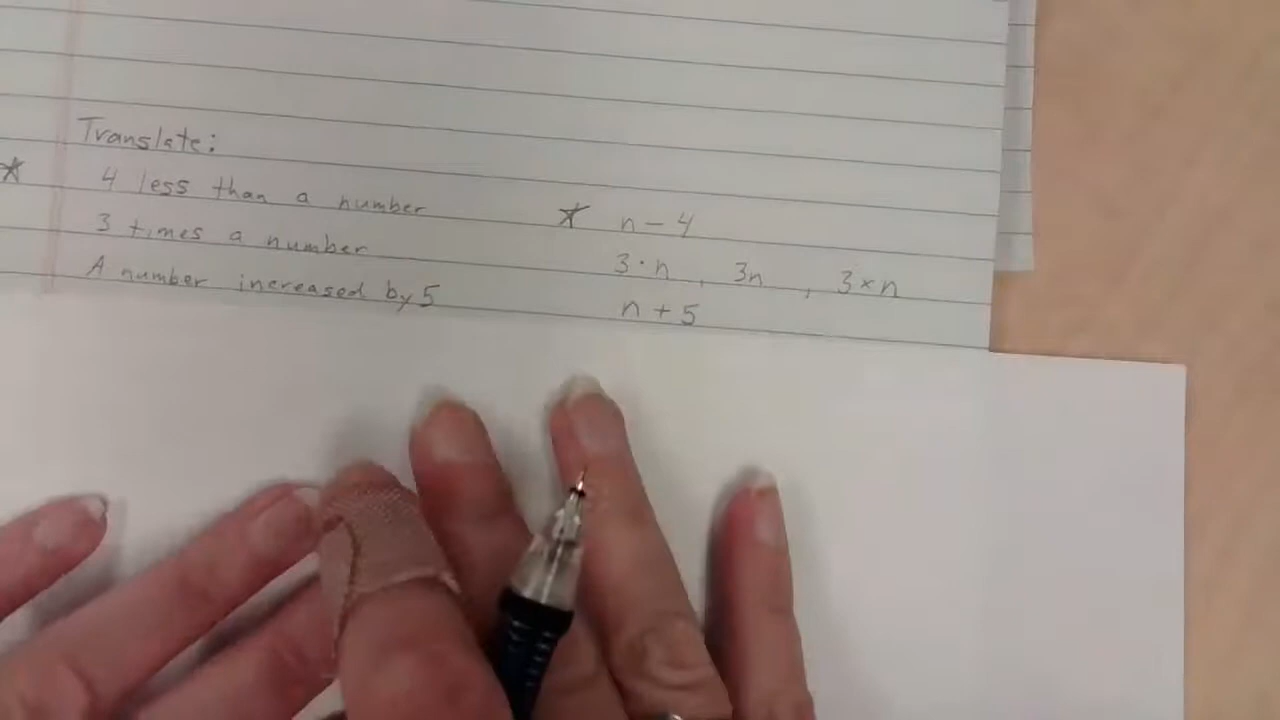 Translate:
* 4 less than a number * n - 4
3 times a number 3 · n , 3n , 3 × n
A number increased by 5 n + 5